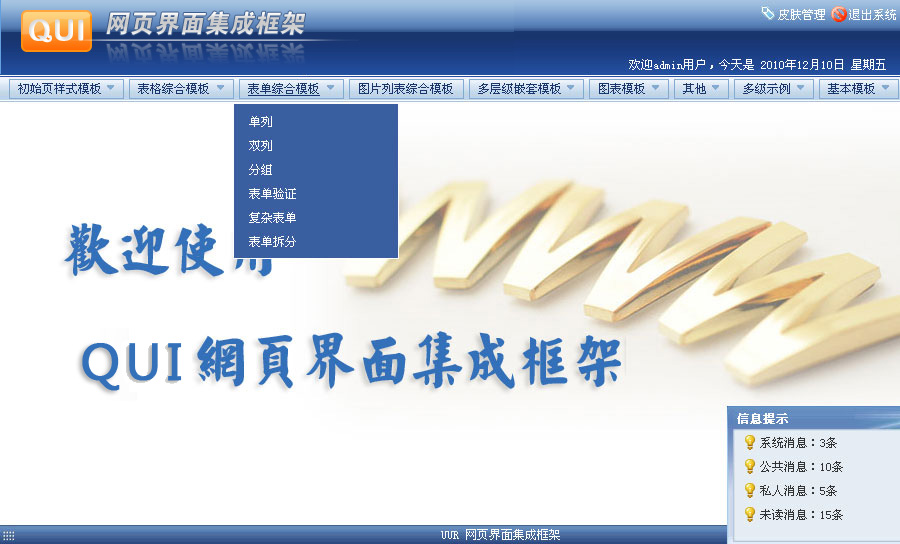 QUI 网页界面集成框架
皮肤管理 退出系统
欢迎admin用户,今天是 2010年12月10日 星期五
初始页样式模板 表格综合模板 表单综合模板 图片列表综合模板 多层级嵌套模板 图表模板 其他 多级示例 基本模板
单列
双列
分组
表单验证
复杂表单
表单拆分
歡迎使用
QUI 網頁界面集成框架
信息提示
系统消息:3条
公共消息:10条
私人消息:5条
未读消息:15条
UUR 网页界面集成框架